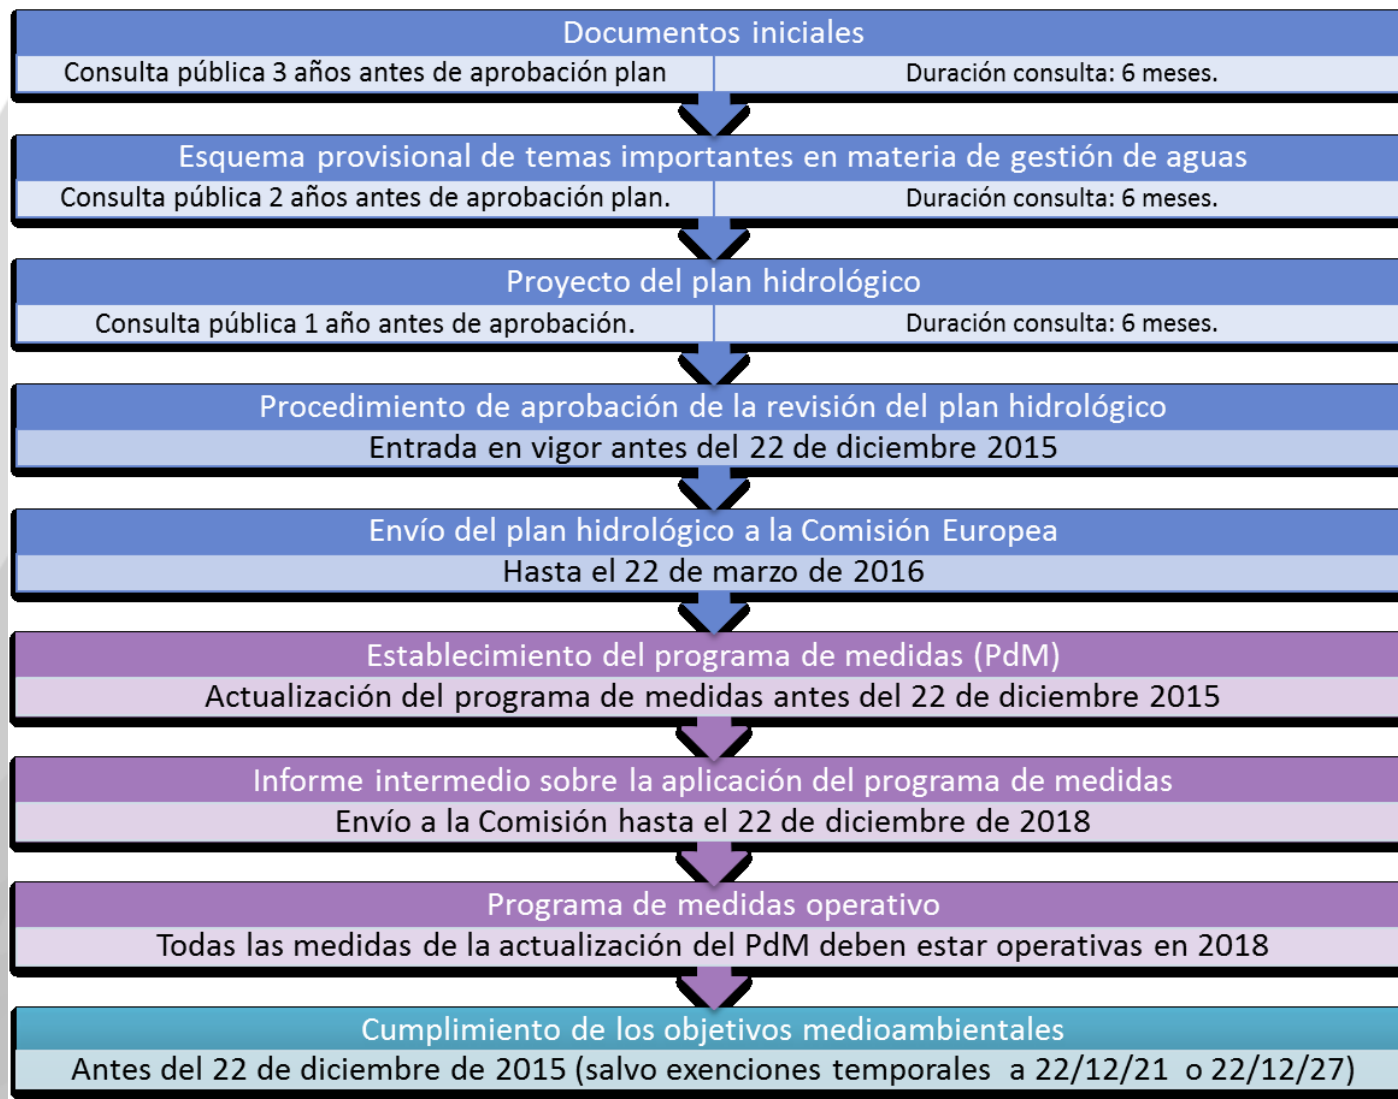 Documentos iniciales
Consulta pública 3 años antes de aprobación plan
Duración consulta: 6 meses.
Esquema provisional de temas importantes en materia de gestión de aguas
Consulta pública 2 años antes de aprobación plan.
Duración consulta: 6 meses.
Proyecto del plan hidrológico
Consulta pública 1 año antes de aprobación.
Duración consulta: 6 meses.
Procedimiento de aprobación de la revisión del plan hidrológico
Entrada en vigor antes del 22 de diciembre 2015
Envío del plan hidrológico a la Comisión Europea
Hasta el 22 de marzo de 2016
Establecimiento del programa de medidas (PdM)
Actualización del programa de medidas antes del 22 de diciembre 2015
Informe intermedio sobre la aplicación del programa de medidas
Envío a la Comisión hasta el 22 de diciembre de 2018
Programa de medidas operativo
Todas las medidas de la actualización del PdM deben estar operativas en 2018
Cumplimiento de los objetivos medioambientales
Antes del 22 de diciembre de 2015 (salvo exenciones temporales a 22/12/21 o 22/12/27)